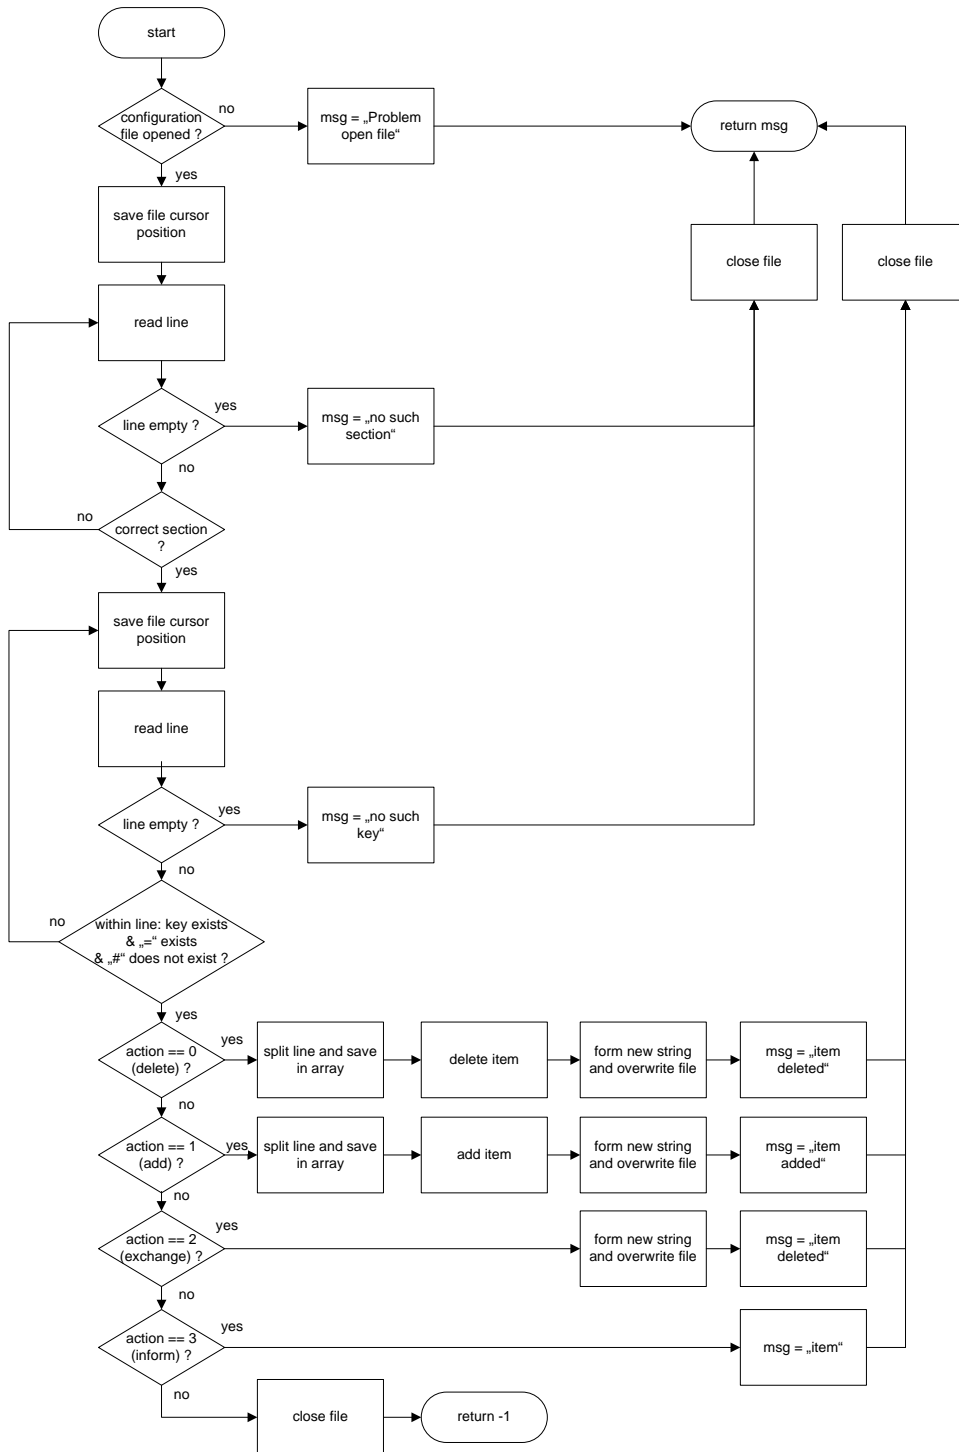 start
configuration
file opened ?
no
msg = „Problem
open file“
return msg
yes
save file cursor
position
close file
close file
read line
line empty ?
yes
msg = „no such
section“
no
correct section
?
no
yes
save file cursor
position
read line
line empty ?
yes
msg = „no such
key“
no
within line: key exists
& „=“ exists
& „#“ does not exist ?
no
yes
action == 0
(delete) ?
yes
split line and save
in array
delete item
form new string
and overwrite file
msg = „item
deleted“
no
action == 1
(add) ?
yes
split line and save
in array
add item
form new string
and overwrite file
msg = „item
added“
no
action == 2
(exchange) ?
yes
form new string
and overwrite file
msg = „item
deleted“
no
action == 3
(inform) ?
yes
msg = „item“
no
close file
return -1